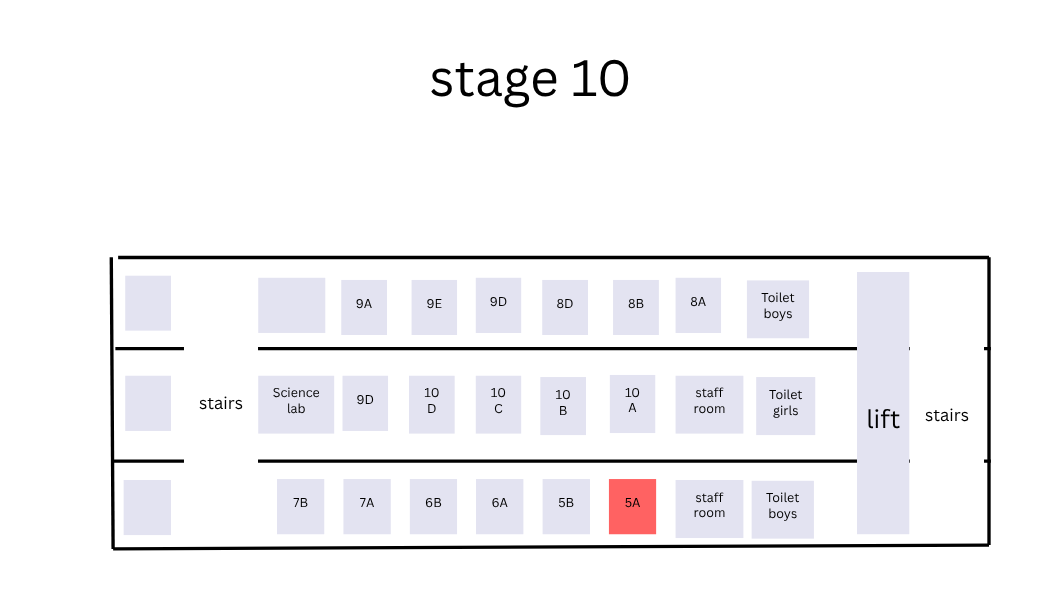 stage 10
9A
9E
9D
8D
8B
8A
Toilet
boys
stairs
Science
lab
9D
10
D
10
C
10
B
10
A
staff
room
Toilet
girls
lift
stairs
7B
7A
6B
6A
5B
5A
staff
room
Toilet
boys